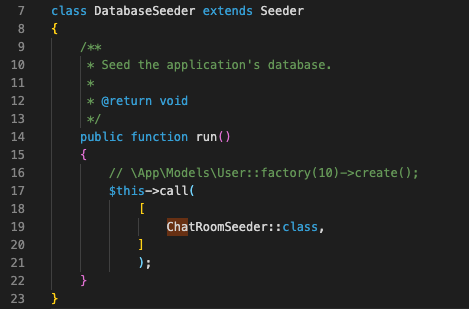 7 class DatabaseSeeder extends Seeder
8 {
9     /**
10      * Seed the application's database.
11      *
12      * @return void
13      */
14     public function run()
15     {
16         // \App\Models\User::factory(10)->create();
17         $this->call(
18             [
19                 ChatRoomSeeder::class,
20             ]
21             );
22     }
23 }